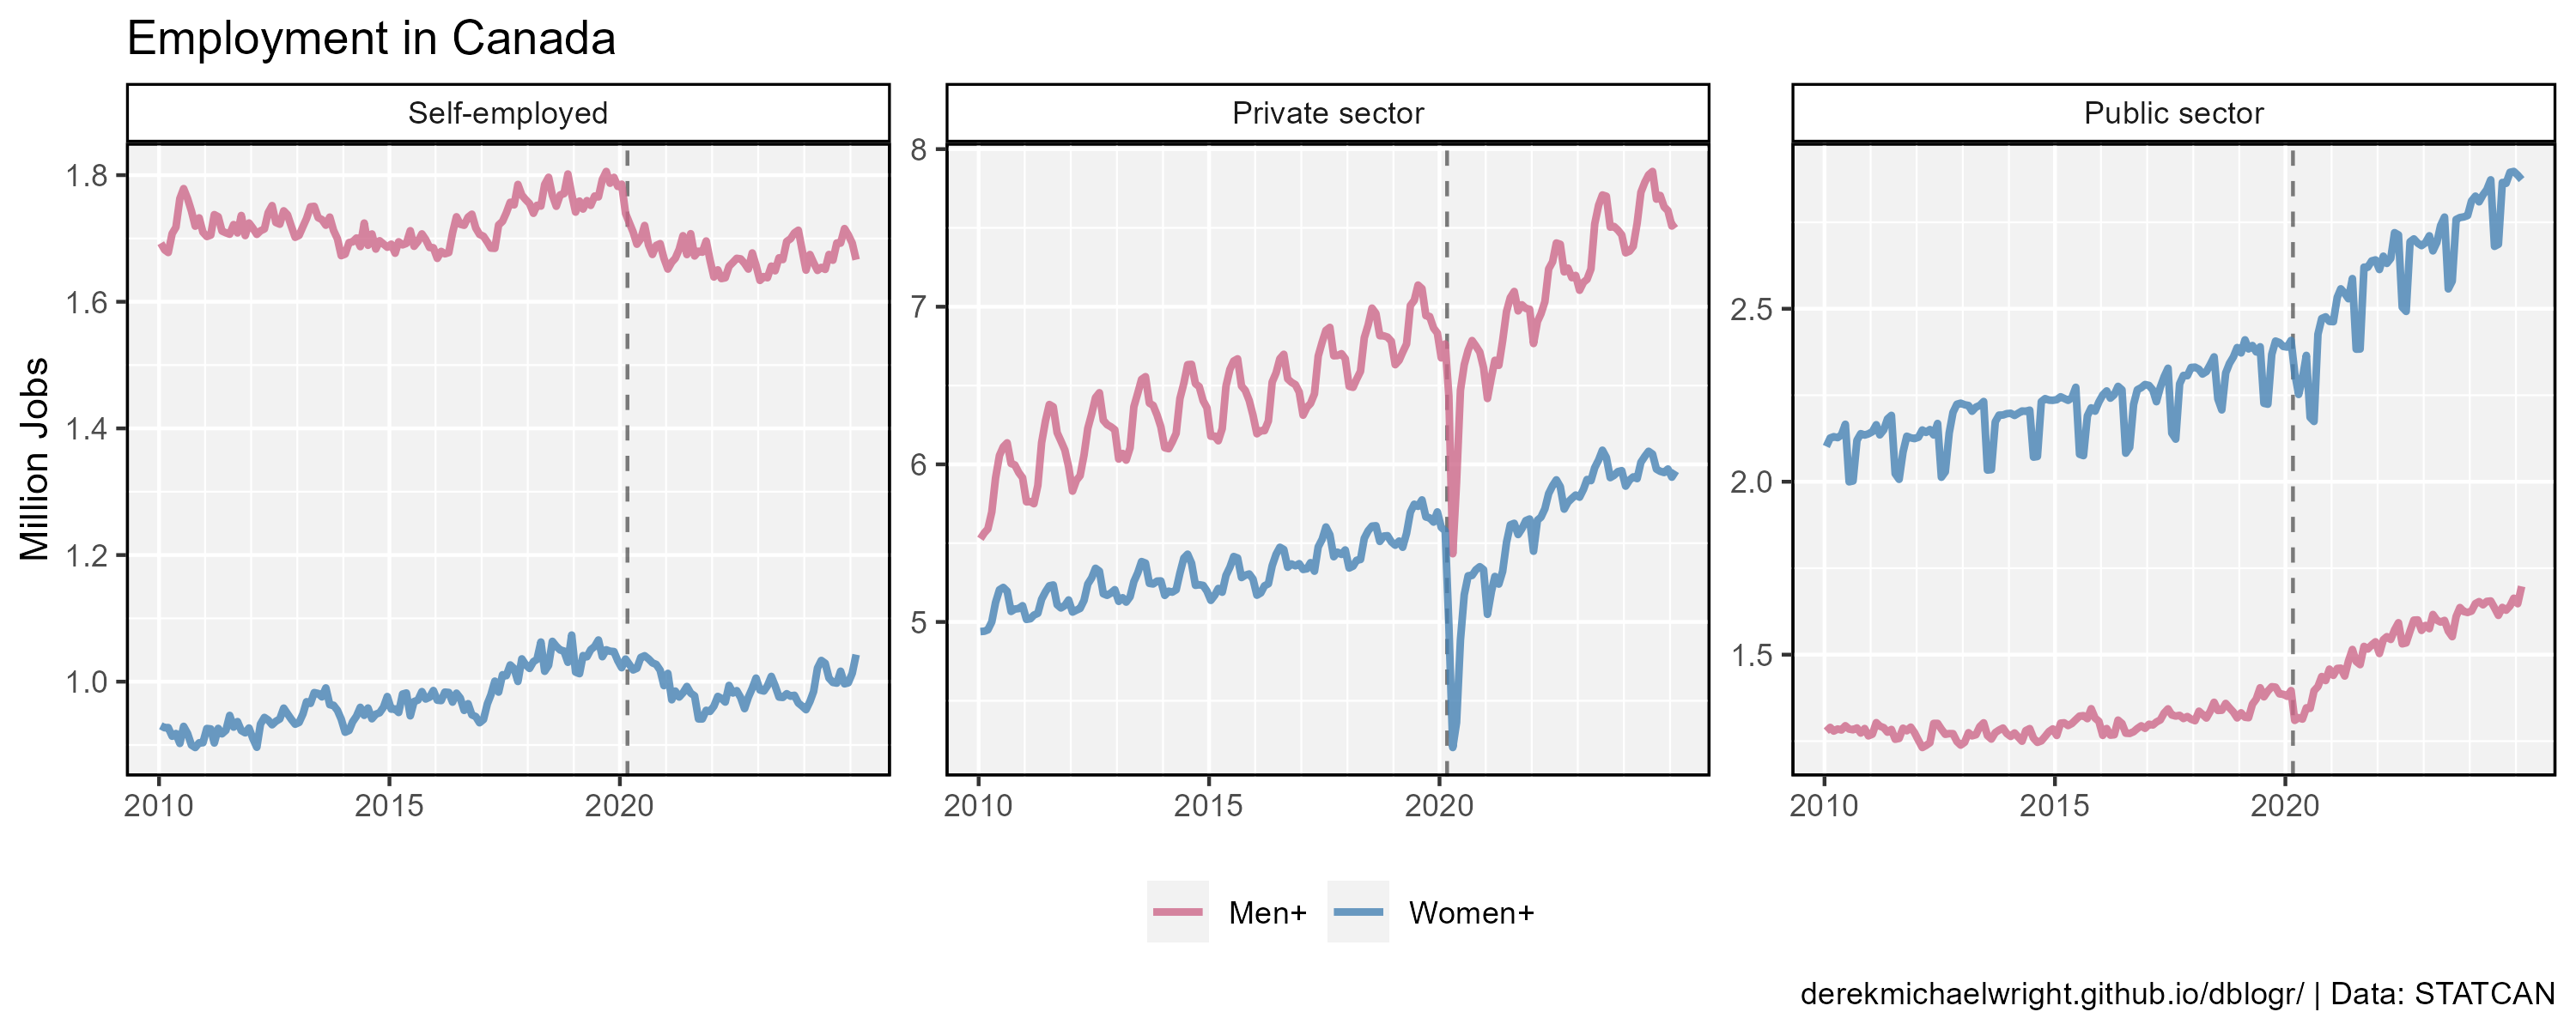 Employment in Canada
Self-employed
Private sector
Public sector
Million Jobs
1.8
1.6
1.4
1.2
1.0
8
7
6
5
2.5
2.0
1.5
2010 2015 2020
2010 2015 2020
2010 2015 2020
Men+ Women+
derekmichaelwright.github.io/dblogr/ | Data: STATCAN